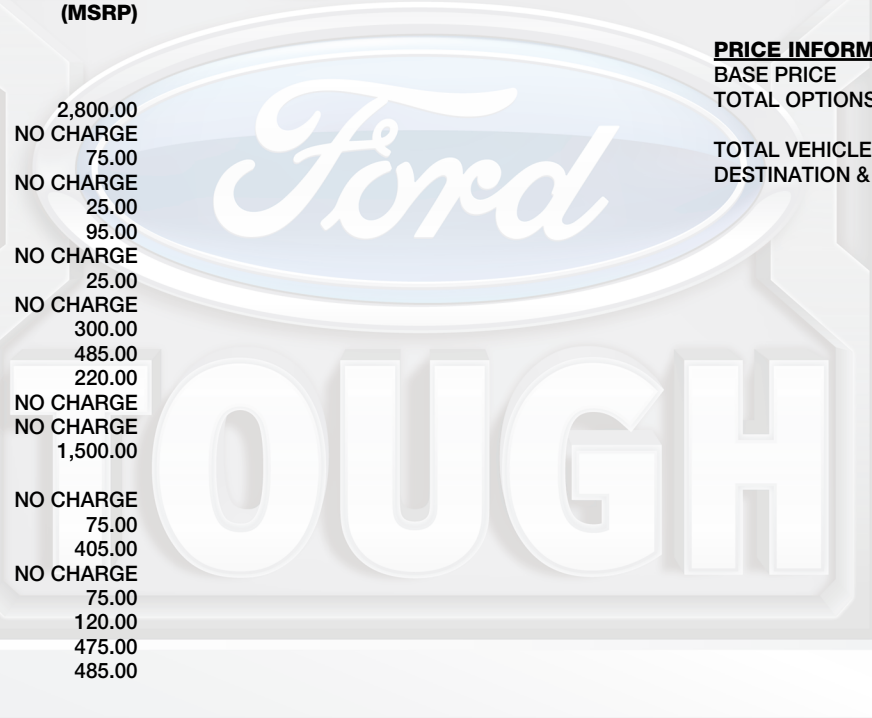 (MSRP)
2,800.00
NO CHARGE
75.00
NO CHARGE
25.00
95.00
NO CHARGE
25.00
NO CHARGE
300.00
485.00
220.00
NO CHARGE
NO CHARGE
1,500.00
NO CHARGE
75.00
405.00
NO CHARGE
75.00
120.00
475.00
485.00
PRICE INFORM
BASE PRICE
TOTAL OPTIONS
TOTAL VEHICLE
DESTINATION &
Ford
TOUGH